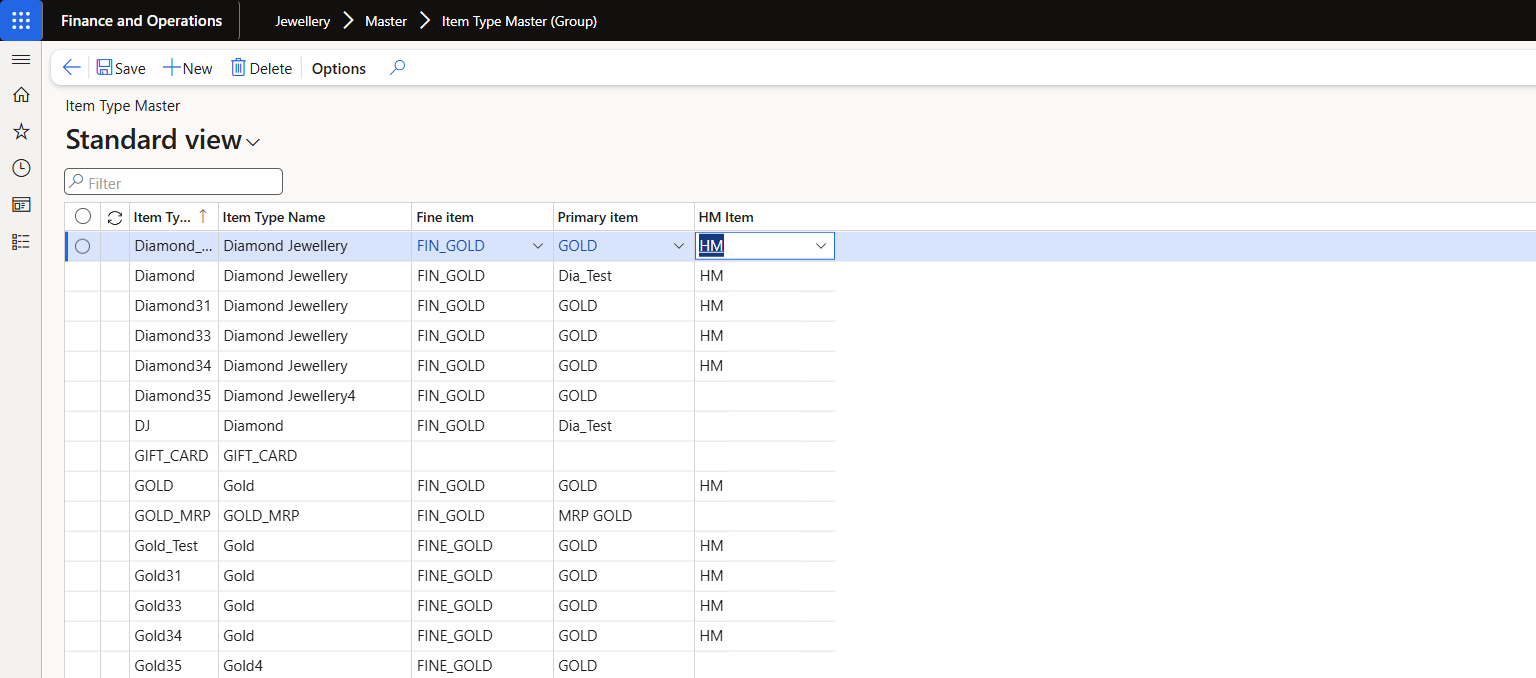 Finance and Operations Jewellery Master Item Type Master (Group)
Save New Delete Options
Item Type Master
Standard view
Filter
Item Ty... Item Type Name Fine item Primary item HM Item
Diamond_... Diamond Jewellery FIN_GOLD GOLD HM
Diamond Diamond Jewellery FIN_GOLD Dia_Test HM
Diamond31 Diamond Jewellery FIN_GOLD GOLD HM
Diamond33 Diamond Jewellery FIN_GOLD GOLD HM
Diamond34 Diamond Jewellery FIN_GOLD GOLD HM
Diamond35 Diamond Jewellery4 FIN_GOLD GOLD
DJ Diamond FIN_GOLD Dia_Test
GIFT_CARD GIFT_CARD
GOLD Gold FIN_GOLD GOLD HM
GOLD_MRP GOLD_MRP FIN_GOLD MRP GOLD
Gold_Test Gold FINE_GOLD GOLD HM
Gold31 Gold FINE_GOLD GOLD HM
Gold33 Gold FINE_GOLD GOLD HM
Gold34 Gold FINE_GOLD GOLD HM
Gold35 Gold4 FINE_GOLD GOLD